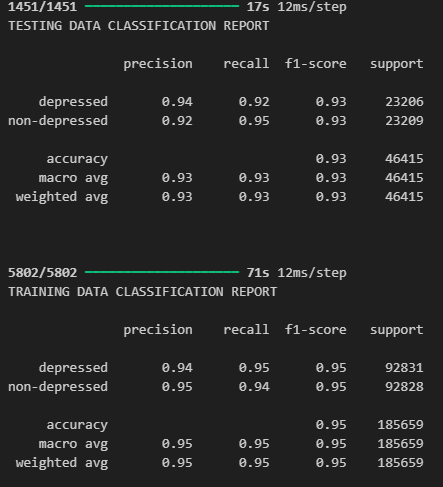 1451/1451 ━━━━━━━━━━━━━━━━━━━━ 17s 12ms/step
TESTING DATA CLASSIFICATION REPORT
precision recall f1-score support
depressed 0.94 0.92 0.93 23206
non-depressed 0.92 0.95 0.93 23209
accuracy 0.93 46415
macro avg 0.93 0.93 0.93 46415
weighted avg 0.93 0.93 0.93 46415
5802/5802 ━━━━━━━━━━━━━━━━━━━━ 71s 12ms/step
TRAINING DATA CLASSIFICATION REPORT
precision recall f1-score support
depressed 0.94 0.95 0.95 92831
non-depressed 0.95 0.94 0.95 92828
accuracy 0.95 185659
macro avg 0.95 0.95 0.95 185659
weighted avg 0.95 0.95 0.95 185659